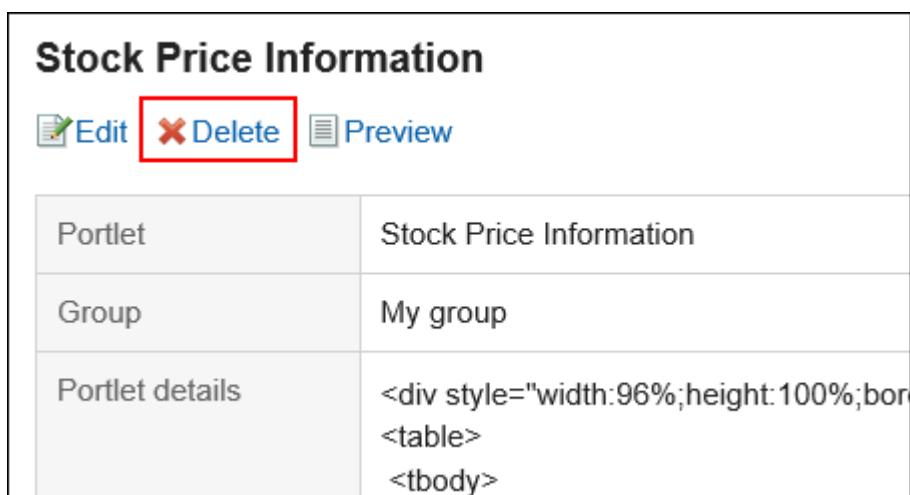 Stock Price Information
Edit Delete Preview
Portlet Stock Price Information
Group My group
Portlet details <div style="width:96%;height:100%;bor
<table>
<tbody>